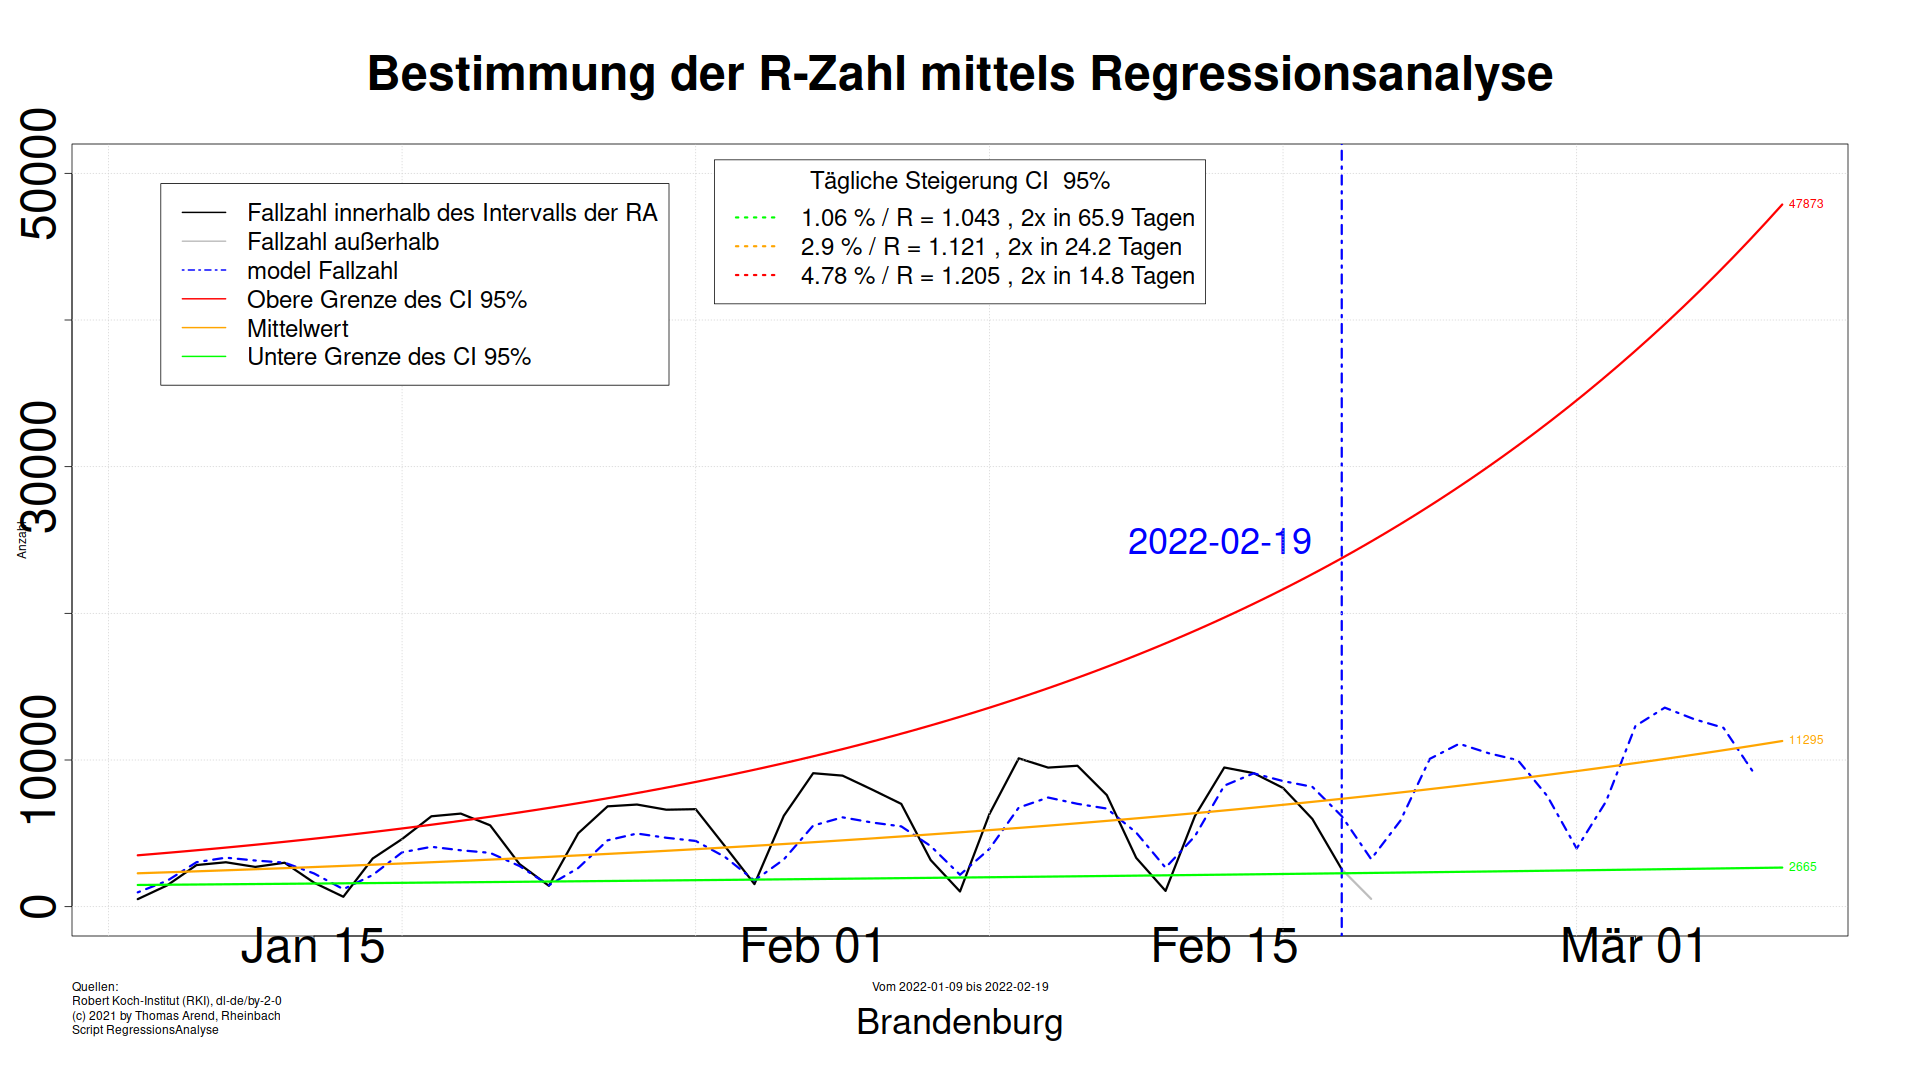 Bestimmung der R-Zahl mittels Regressionsanalyse
50000
30000
10000
0
Anzahl
Fallzahl innerhalb des Intervalls der RA
Fallzahl außerhalb
model Fallzahl
Obere Grenze des CI 95%
Mittelwert
Untere Grenze des CI 95%
Tägliche Steigerung CI  95%
1.06 % / R = 1.043 , 2x in 65.9 Tagen
2.9 % / R = 1.121 , 2x in 24.2 Tagen
4.78 % / R = 1.205 , 2x in 14.8 Tagen
47873
2022-02-19
11295
2665
Jan 15
Feb 01
Feb 15
Mär 01
Quellen:
Robert Koch-Institut (RKI), dl-de/by-2-0
(c) 2021 by Thomas Arend, Rheinbach
Script RegressionsAnalyse
Vom 2022-01-09 bis 2022-02-19
Brandenburg